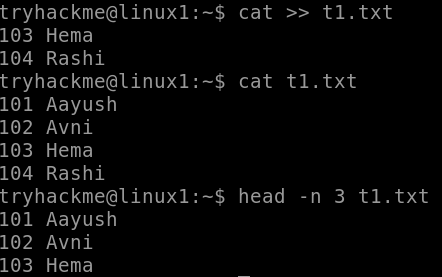 tryhackme@linux1:~$ cat >> t1.txt
103 Hema
104 Rashi
tryhackme@linux1:~$ cat t1.txt
101 Aayush
102 Avni
103 Hema
104 Rashi
tryhackme@linux1:~$ head -n 3 t1.txt
101 Aayush
102 Avni
103 Hema